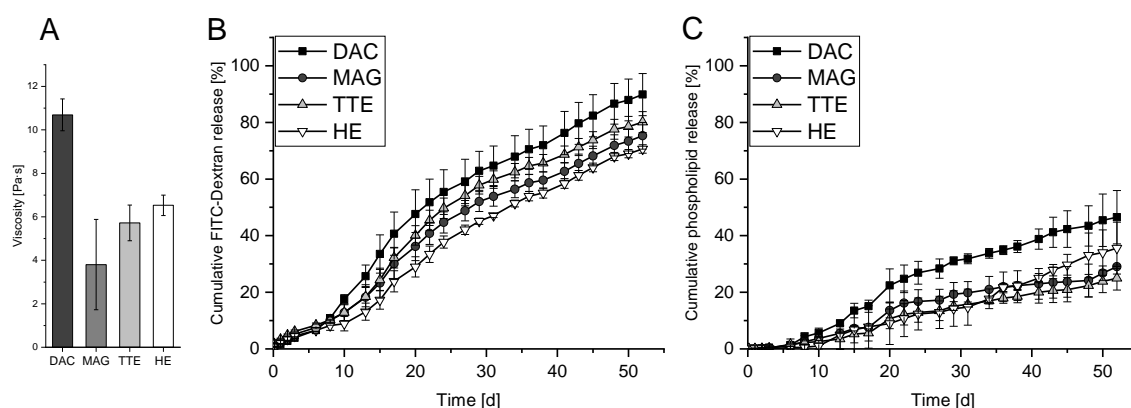 A
Viscosity [Pa·s]
12
10
8
6
4
2
0
DAC MAG TTE HE
B
DAC
MAG
TTE
HE
Cumulative FITC-Dextran release [%]
100
80
60
40
20
0
0 10 20 30 40 50
Time [d]
C
DAC
MAG
TTE
HE
Cumulative phospholipid release [%]
100
80
60
40
20
0
0 10 20 30 40 50
Time [d]